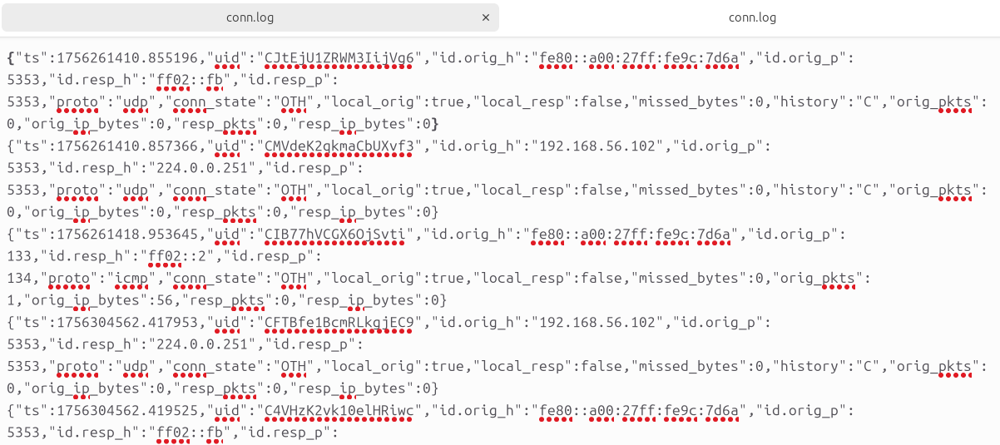 conn.log × conn.log
{"ts":1756261410.855196,"uid":"CJtEjU1ZRWM3IijVg6","id.orig_h":"fe80::a00:27ff:fe9c:7d6a","id.orig_p":
5353,"id.resp_h":"ff02::fb","id.resp_p":
5353,"proto":"udp","conn_state":"OTH","local_orig":true,"local_resp":false,"missed_bytes":0,"history":"C","orig_pkts":
0,"orig_ip_bytes":0,"resp_pkts":0,"resp_ip_bytes":0}
{"ts":1756261410.857366,"uid":"CMVdeK2gkmaCbUXvf3","id.orig_h":"192.168.56.102","id.orig_p":
5353,"id.resp_h":"224.0.0.251","id.resp_p":
5353,"proto":"udp","conn_state":"OTH","local_orig":true,"local_resp":false,"missed_bytes":0,"history":"C","orig_pkts":
0,"orig_ip_bytes":0,"resp_pkts":0,"resp_ip_bytes":0}
{"ts":1756261418.953645,"uid":"CIB77hVCGX6OjSvti","id.orig_h":"fe80::a00:27ff:fe9c:7d6a","id.orig_p":
133,"id.resp_h":"ff02::2","id.resp_p":
134,"proto":"icmp","conn_state":"OTH","local_orig":true,"local_resp":false,"missed_bytes":0,"orig_pkts":
1,"orig_ip_bytes":56,"resp_pkts":0,"resp_ip_bytes":0}
{"ts":1756304562.417953,"uid":"CFTBfe1BcmRLkgjEC9","id.orig_h":"192.168.56.102","id.orig_p":
5353,"id.resp_h":"224.0.0.251","id.resp_p":
5353,"proto":"udp","conn_state":"OTH","local_orig":true,"local_resp":false,"missed_bytes":0,"history":"C","orig_pkts":
0,"orig_ip_bytes":0,"resp_pkts":0,"resp_ip_bytes":0}
{"ts":1756304562.419525,"uid":"C4VHzK2vk10elHRiwc","id.orig_h":"fe80::a00:27ff:fe9c:7d6a","id.orig_p":
5353,"id.resp_h":"ff02::fb","id.resp_p":